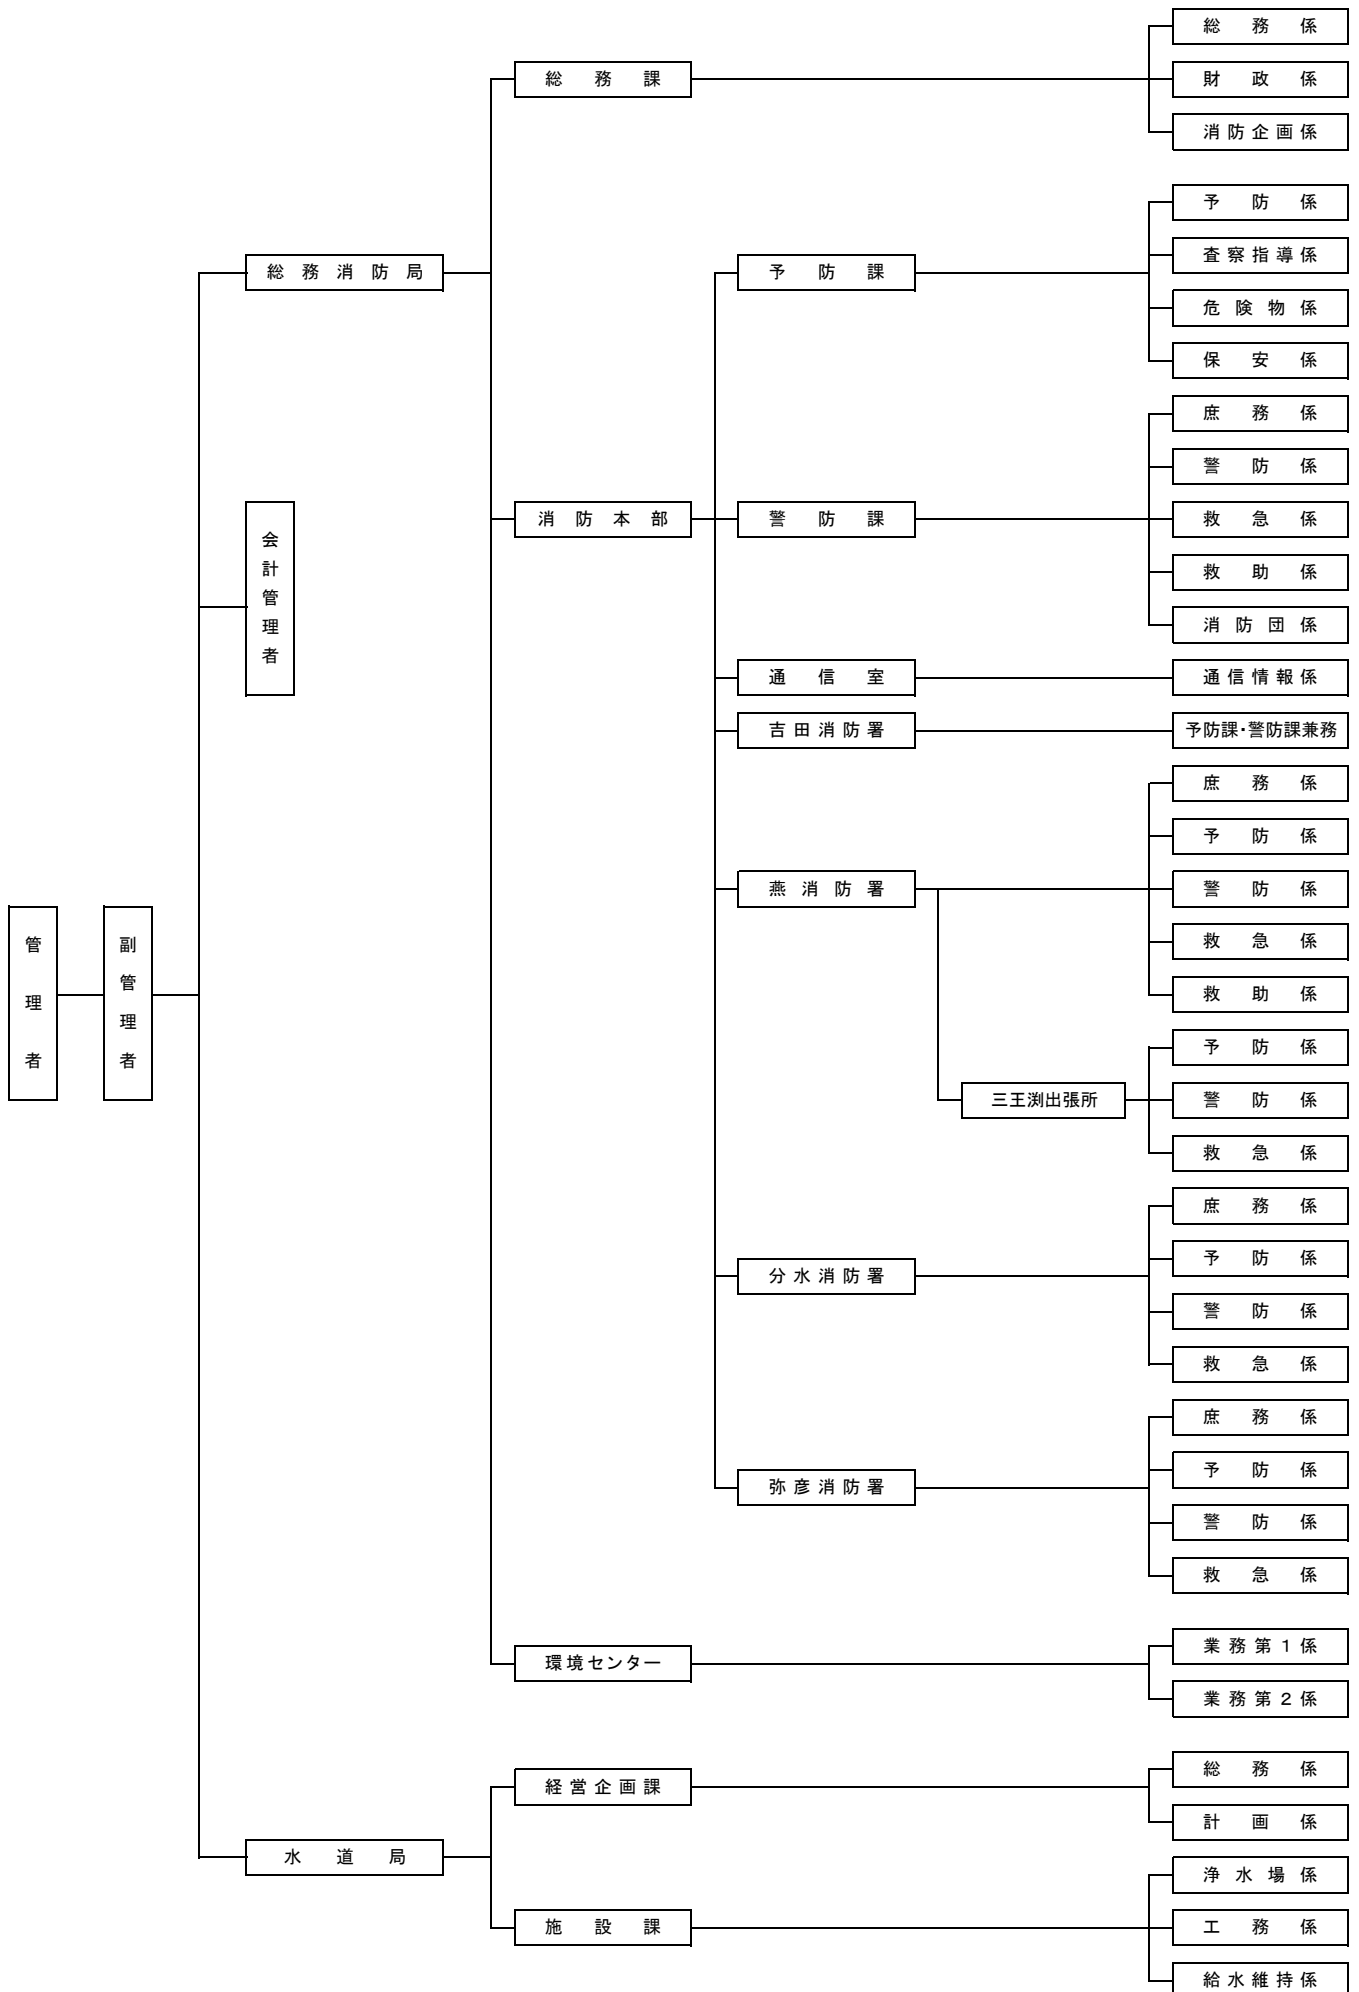 管理者
副管理者
総務消防局
総務課
総務係
財政係
消防企画係
消防本部
予防課
予防係
査察指導係
危険物係
保安係
警防課
庶務係
警防係
救急係
救助係
消防団係
通信室
通信情報係
吉田消防署
予防課・警防課兼務
燕消防署
庶務係
予防係
警防係
救急係
救助係
三王渕出張所
予防係
警防係
救急係
分水消防署
庶務係
予防係
警防係
救急係
弥彦消防署
庶務係
予防係
警防係
救急係
環境センター
業務第1係
業務第2係
会計管理者
水道局
経営企画課
総務係
計画係
施設課
浄水場係
工務係
給水維持係